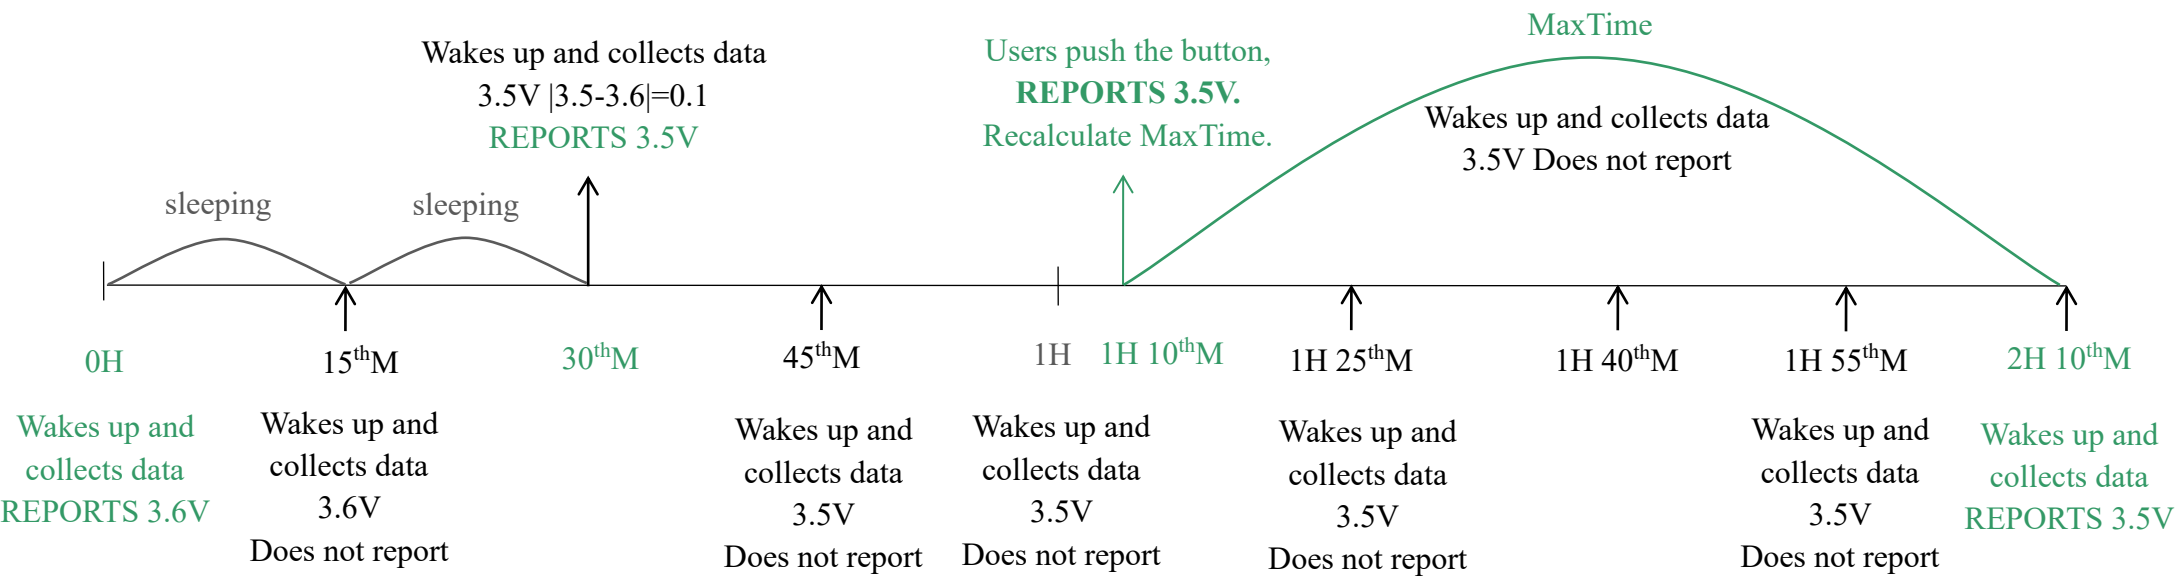 MaxTime
Wakes up and collects data
3.5V |3.5-3.6|=0.1
REPORTS 3.5V
Users push the button,
REPORTS 3.5V.
Recalculate MaxTime.
Wakes up and collects data
3.5V Does not report
sleeping
sleeping
0H
15thM
30thM
45thM
1H
1H 10thM
1H 25thM
1H 40thM
1H 55thM
2H 10thM
Wakes up and
collects data
REPORTS 3.6V
Wakes up and
collects data
3.6V
Does not report
Wakes up and
collects data
3.5V
Does not report
Wakes up and
collects data
3.5V
Does not report
Wakes up and
collects data
3.5V
Does not report
Wakes up and
collects data
3.5V
Does not report
Wakes up and
collects data
REPORTS 3.5V